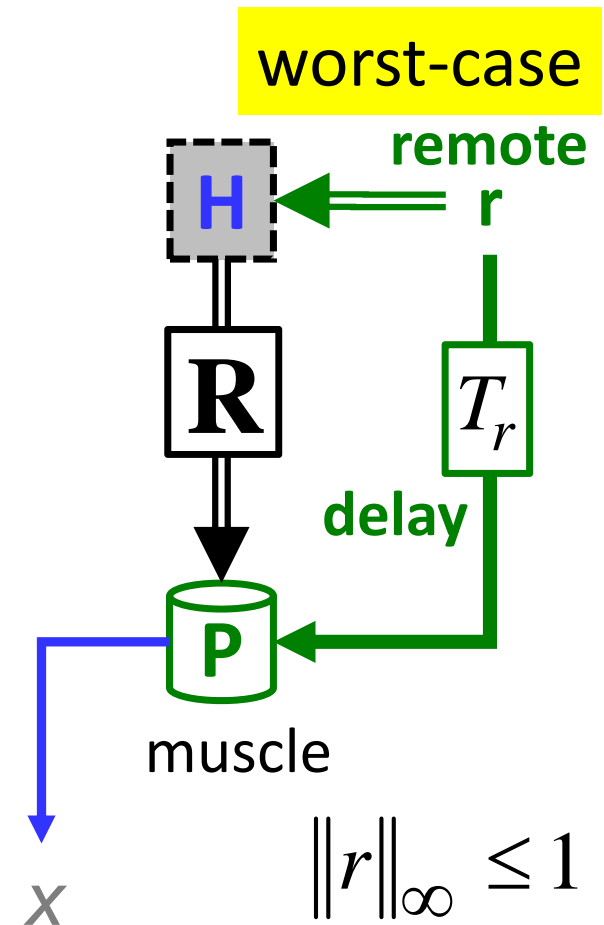 worst-case
remote
H
r
R
T_r
delay
P
muscle
‖r‖_∞ ≤ 1
x